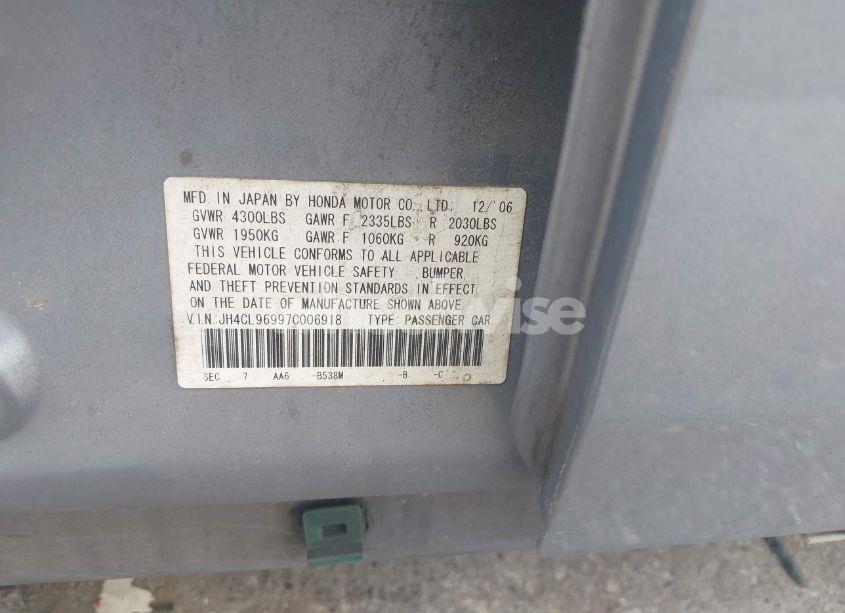 MFD. IN JAPAN BY HONDA MOTOR CO., LTD. 12/'06
GVWR 4300LBS GAWR F 2335LBS R 2030LBS
GVWR 1950KG GAWR F 1060KG R 920KG
THIS VEHICLE CONFORMS TO ALL APPLICABLE
FEDERAL MOTOR VEHICLE SAFETY, BUMPER,
AND THEFT PREVENTION STANDARDS IN EFFECT
ON THE DATE OF MANUFACTURE SHOWN ABOVE.
V.I.N.:JH4CL96997C006918 TYPE: PASSENGER CAR
SEC 7 AA6 -B538M -B -C